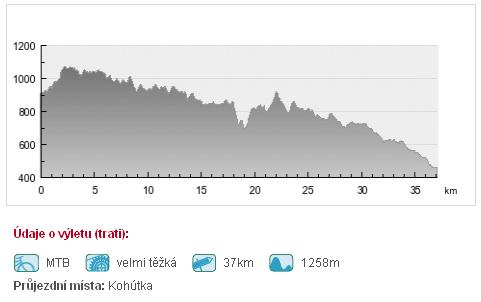 1200
1000
800
600
400
0 5 10 15 20 25 30 35 km
Údaje o výletu (trati):
MTB velmi těžká 37km 1258m
Průjezdní místa: Kohútka